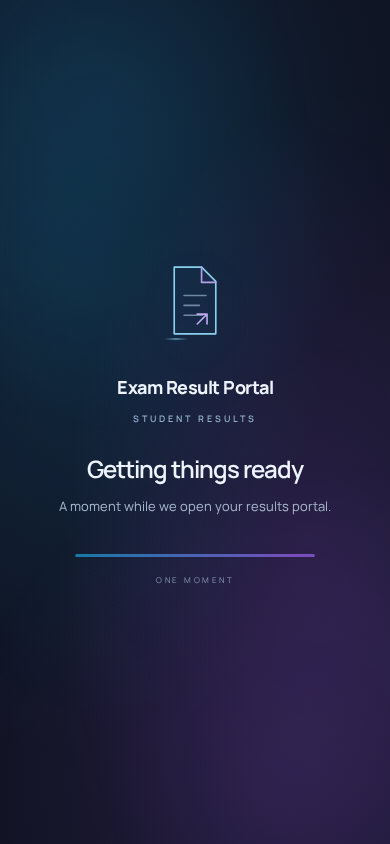 Exam Result Portal
STUDENT RESULTS
Getting things ready
A moment while we open your results portal.
ONE MOMENT